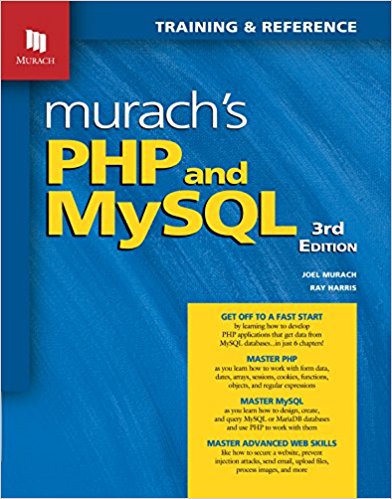 TRAINING & REFERENCE
MURACH
murach's
PHP and
MySQL 3rd
EDITION
JOEL MURACH
RAY HARRIS
GET OFF TO A FAST START
by learning how to develop
PHP applications that get data from
MySQL databases...in just 6 chapters!
MASTER PHP
as you learn how to work with form data,
dates, arrays, sessions, cookies, functions,
objects, and regular expressions
MASTER MySQL
as you learn how to design, create,
and query MySQL or MariaDB databases
and use PHP to work with them
MASTER ADVANCED WEB SKILLS
like how to secure a website, prevent
injection attacks, send email, upload files,
process images, and more